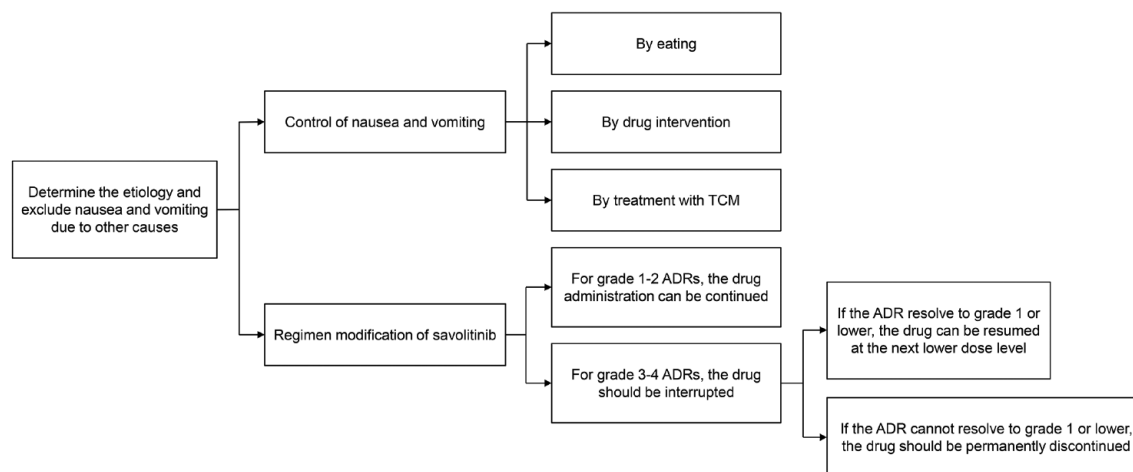 Determine the etiology and
exclude nausea and vomiting
due to other causes
Control of nausea and vomiting
By eating
By drug intervention
By treatment with TCM
Regimen modification of savolitinib
For grade 1-2 ADRs, the drug
administration can be continued
For grade 3-4 ADRs, the drug
should be interrupted
If the ADR resolve to grade 1 or
lower, the drug can be resumed
at the next lower dose level
If the ADR cannot resolve to grade 1 or lower,
the drug should be permanently discontinued